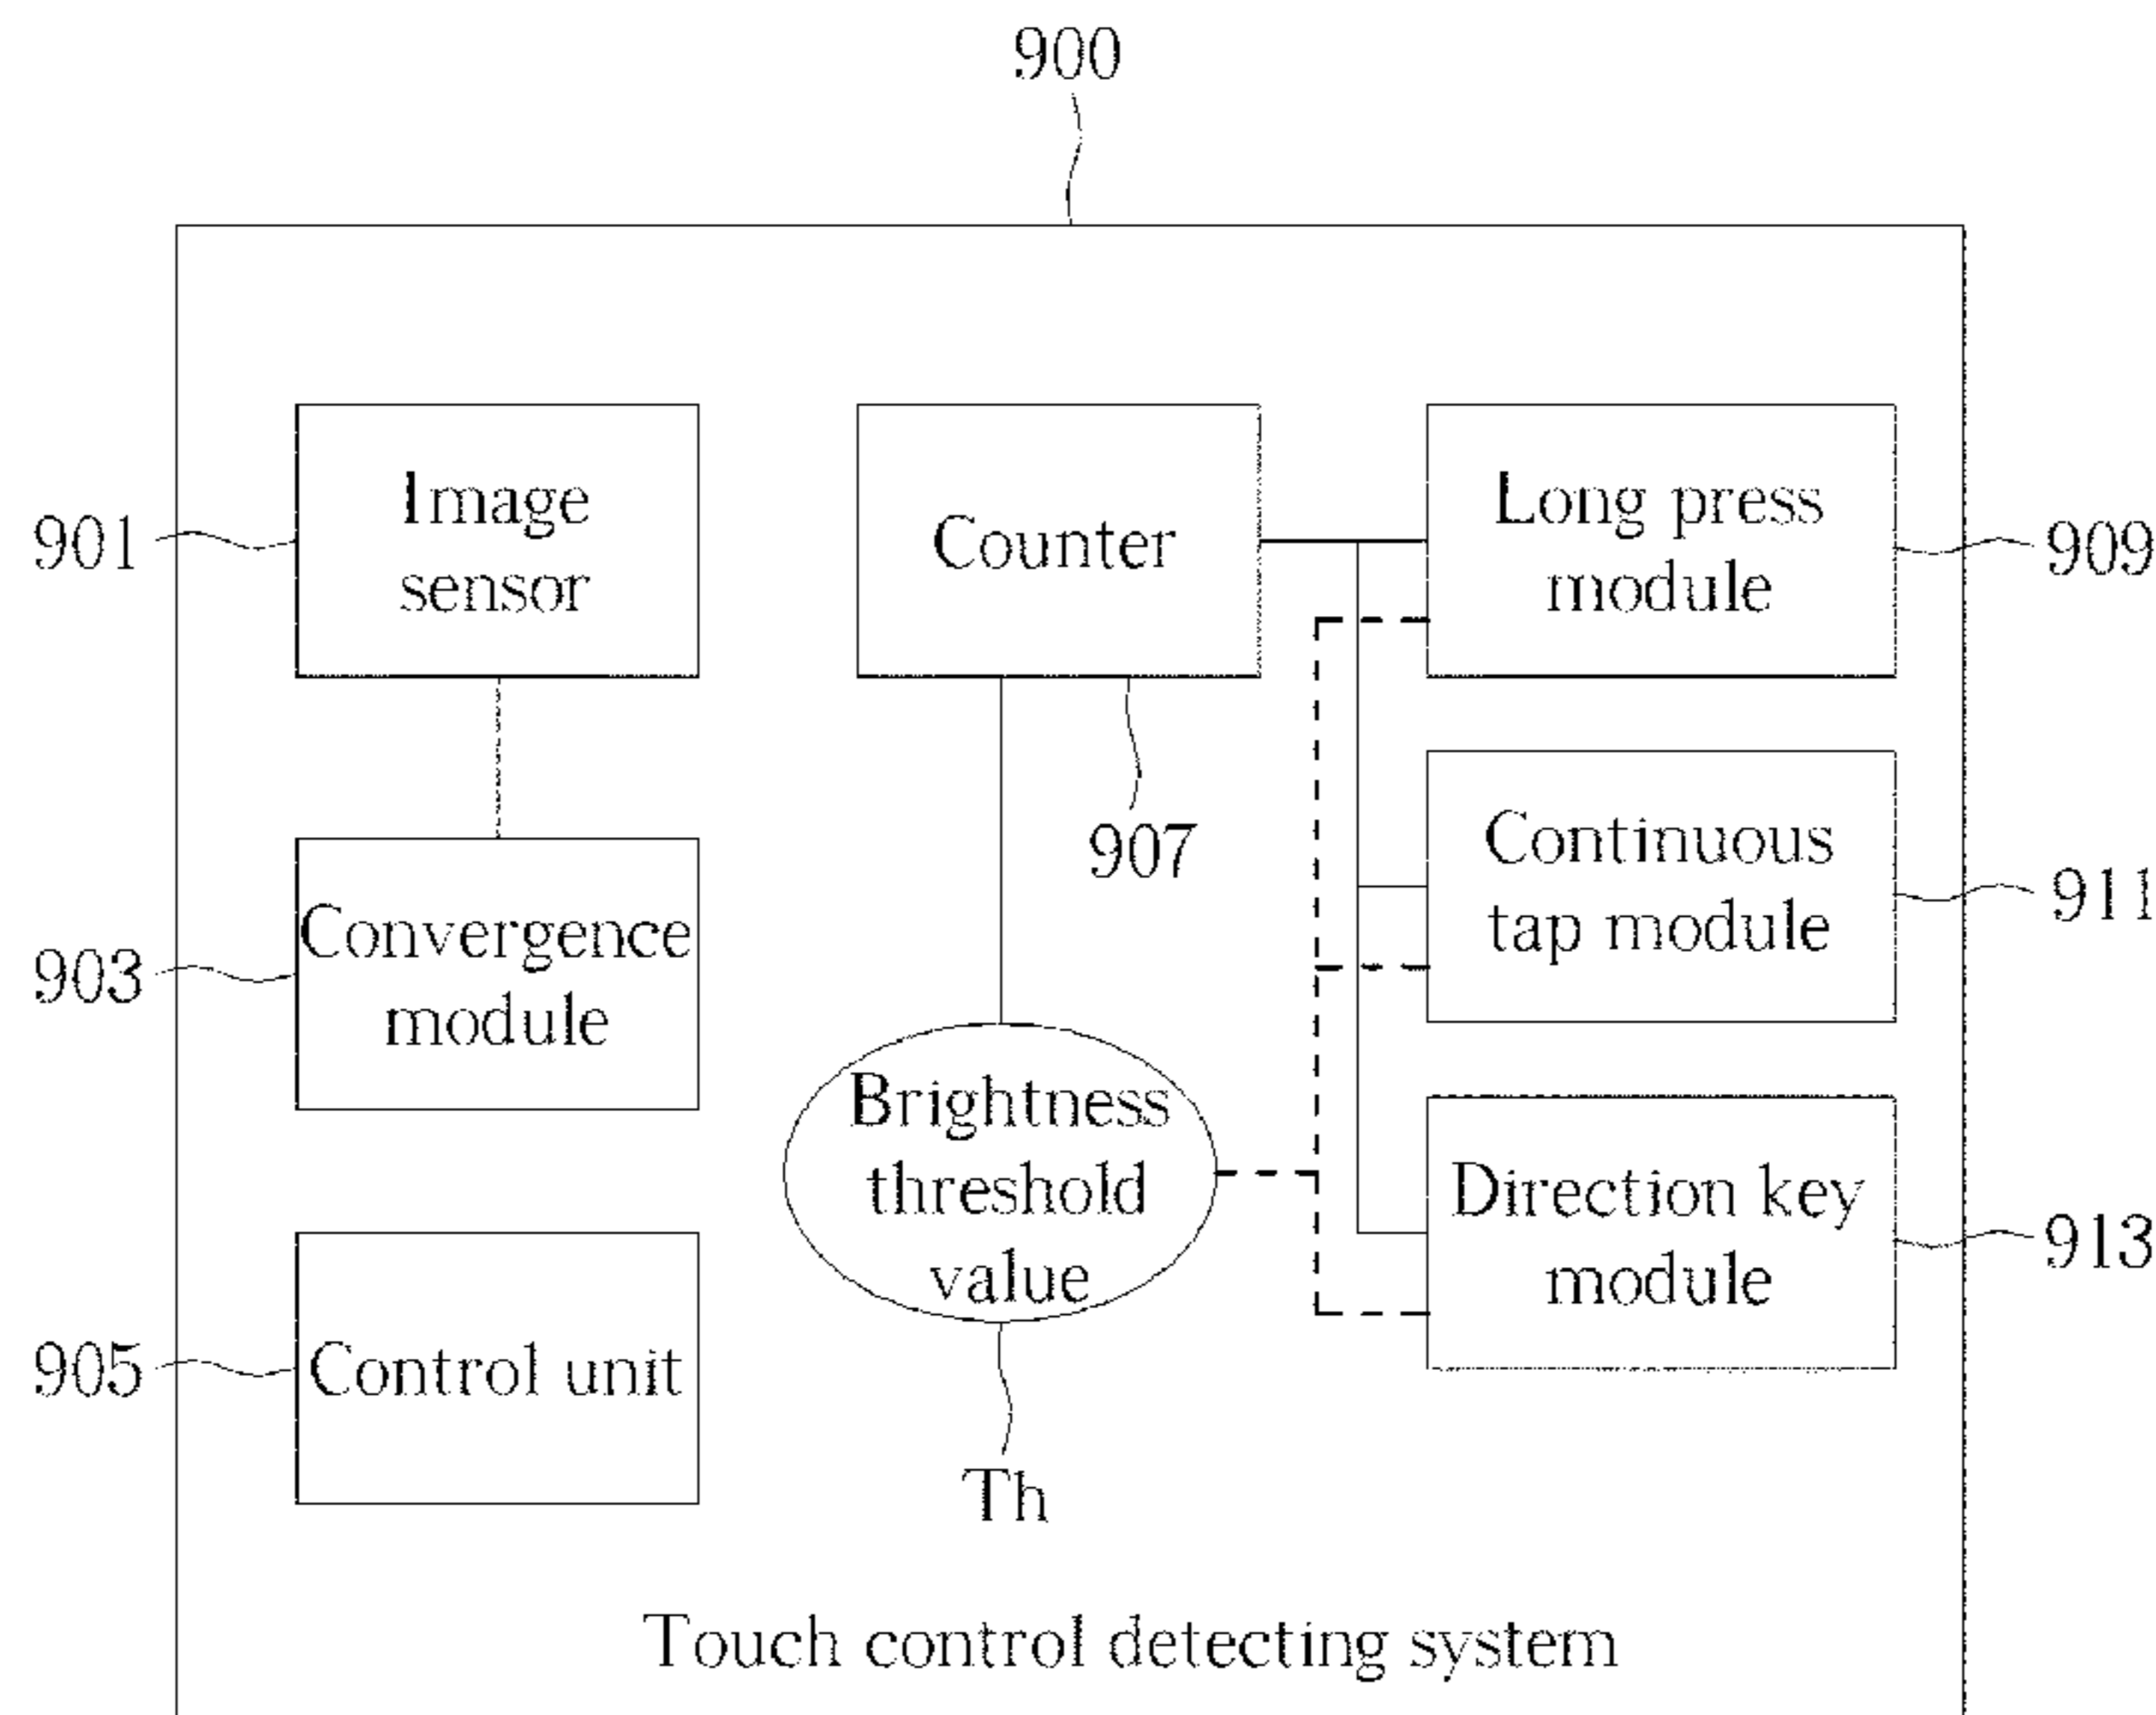 900
Image
sensor
901
Counter
907
Long press
module
909
Convergence
module
903
Continuous
tap module
911
Brightness
threshold
value
Th
Direction key
module
913
Control unit
905
Touch control detecting system